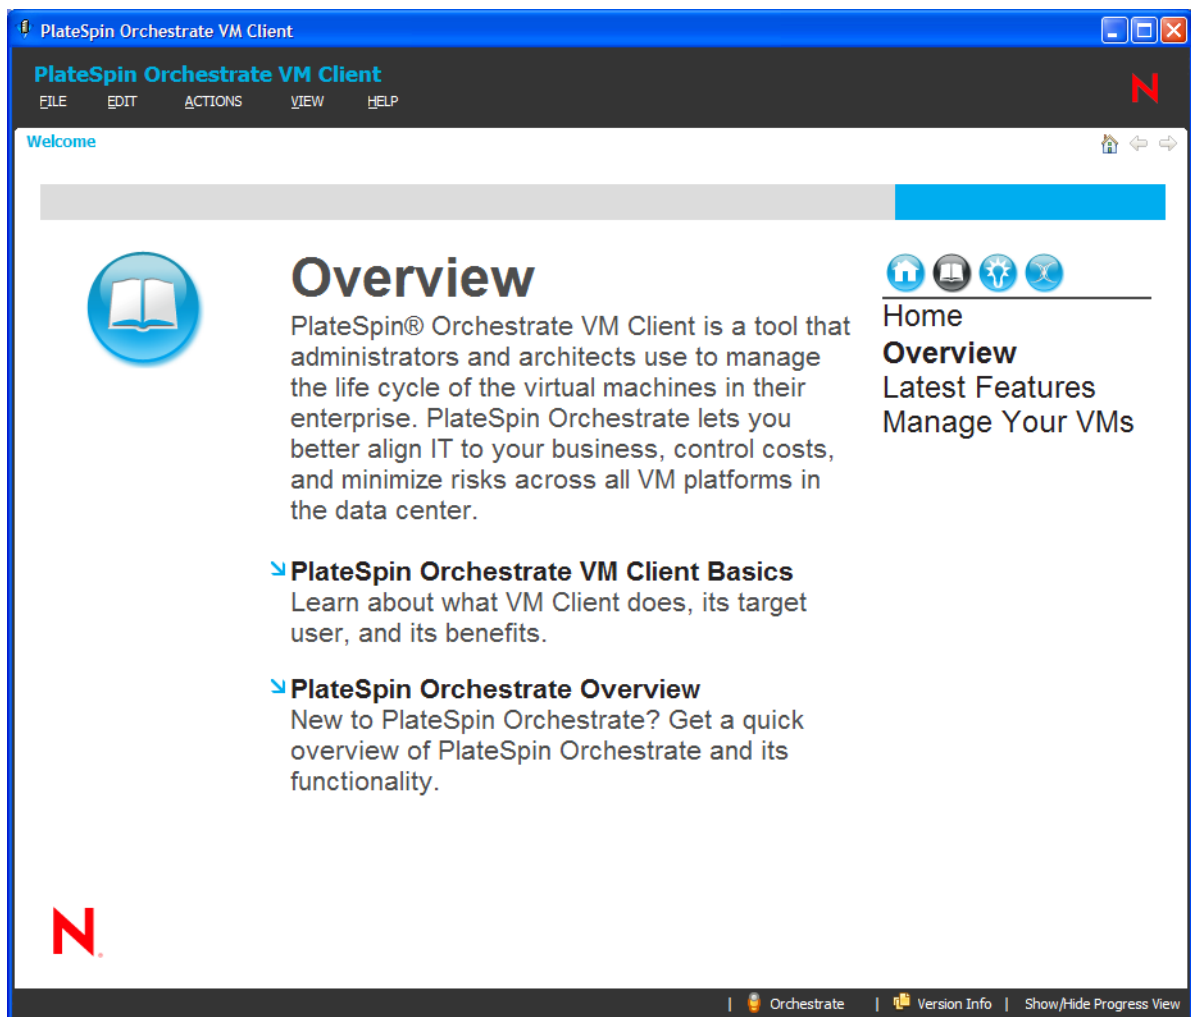 PlateSpin Orchestrate VM Client
PlateSpin Orchestrate VM Client
FILE EDIT ACTIONS VIEW HELP
N
Welcome
Overview
PlateSpin® Orchestrate VM Client is a tool that
administrators and architects use to manage
the life cycle of the virtual machines in their
enterprise. PlateSpin Orchestrate lets you
better align IT to your business, control costs,
and minimize risks across all VM platforms in
the data center.
PlateSpin Orchestrate VM Client Basics
Learn about what VM Client does, its target
user, and its benefits.
PlateSpin Orchestrate Overview
New to PlateSpin Orchestrate? Get a quick
overview of PlateSpin Orchestrate and its
functionality.
Home
Overview
Latest Features
Manage Your VMs
N®
| Orchestrate | Version Info | Show/Hide Progress View